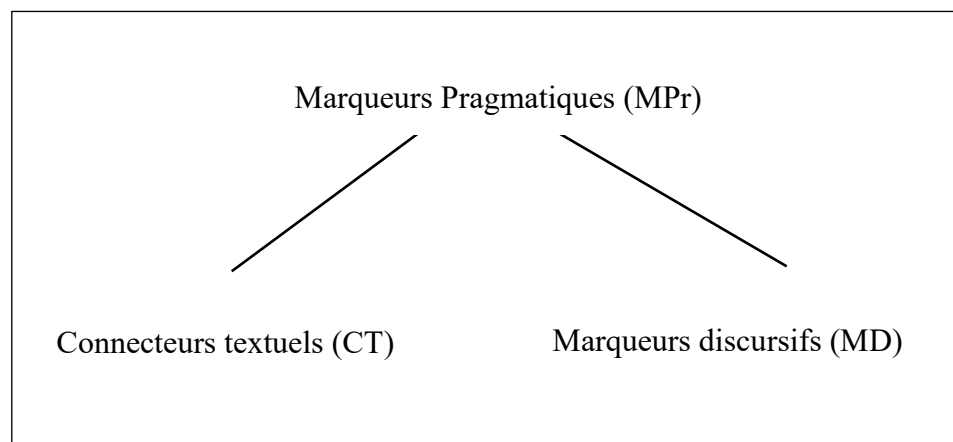 Marqueurs Pragmatiques (MPr)
Connecteurs textuels (CT)
Marqueurs discursifs (MD)